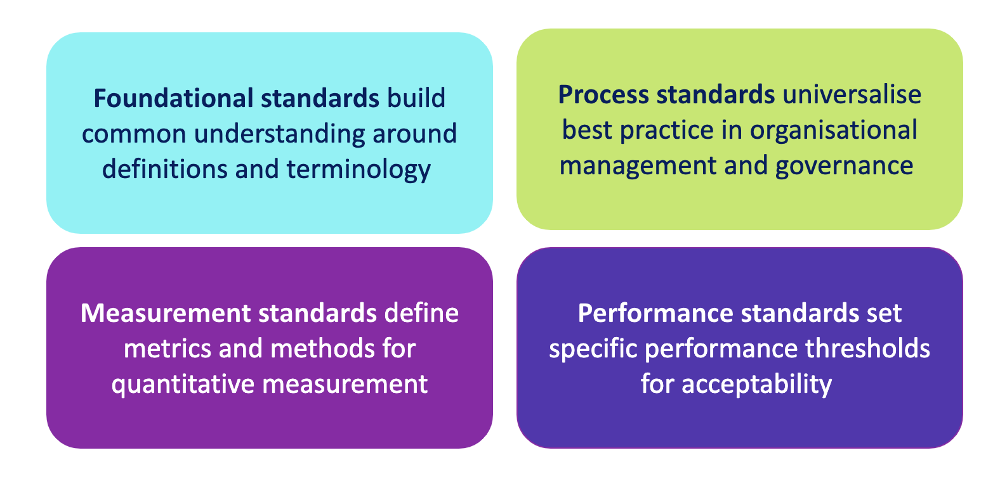 Foundational standards build
common understanding around
definitions and terminology
Process standards universalise
best practice in organisational
management and governance
Measurement standards define
metrics and methods for
quantitative measurement
Performance standards set
specific performance thresholds
for acceptability